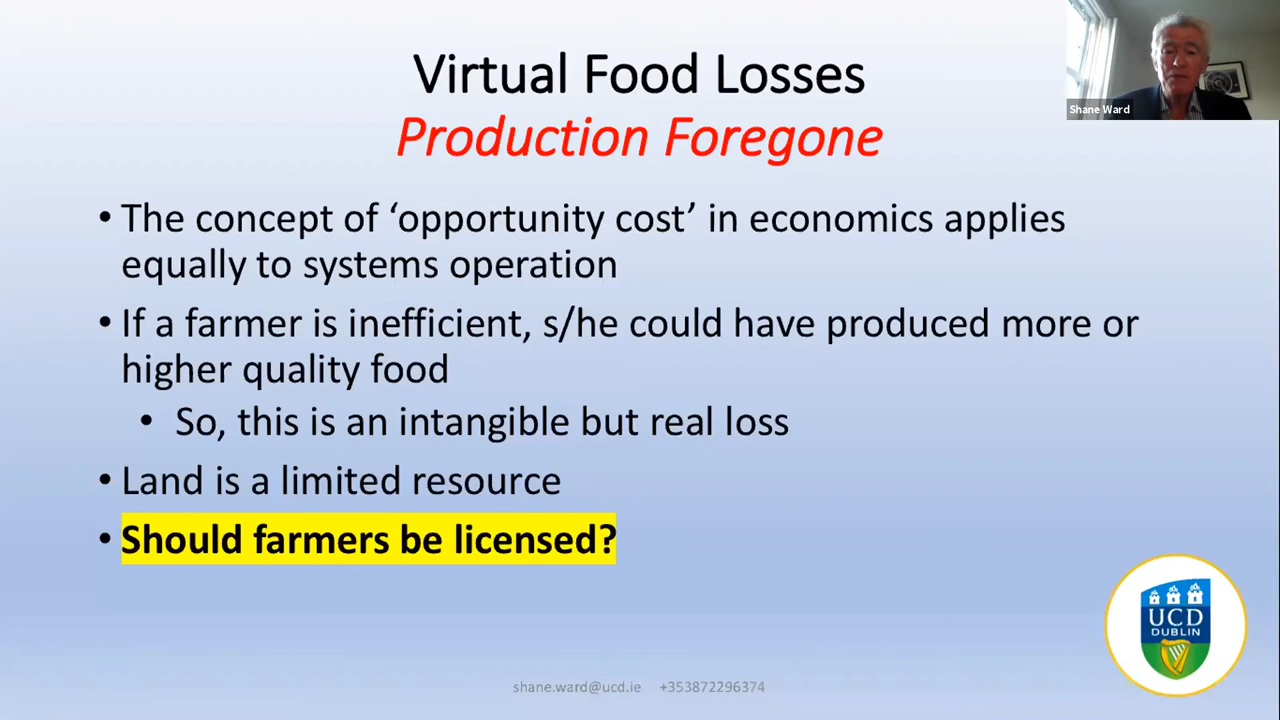 Virtual Food Losses
Production Foregone
Shane Ward
• The concept of ‘opportunity cost’ in economics applies
equally to systems operation
• If a farmer is inefficient, s/he could have produced more or
higher quality food
• So, this is an intangible but real loss
• Land is a limited resource
• Should farmers be licensed?
UCD
DUBLIN
shane.ward@ucd.ie +353872296374